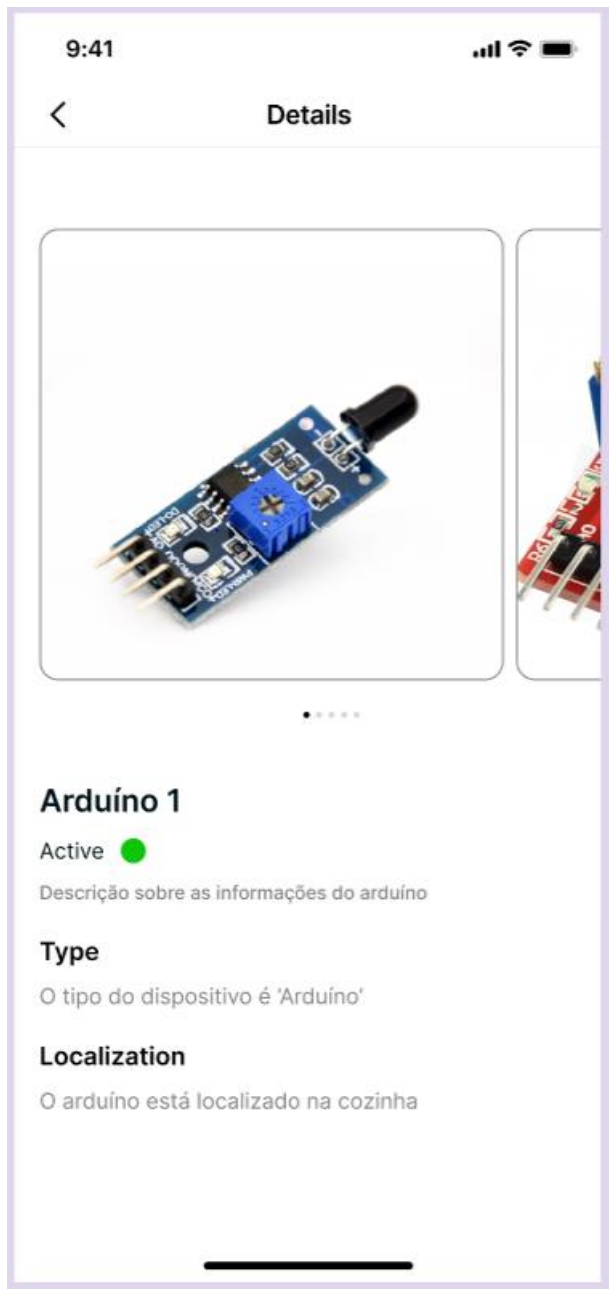 9:41
Details
Arduíno 1
Active
Descrição sobre as informações do arduíno
Type
O tipo do dispositivo é ‘Arduíno’
Localization
O arduíno está localizado na cozinha